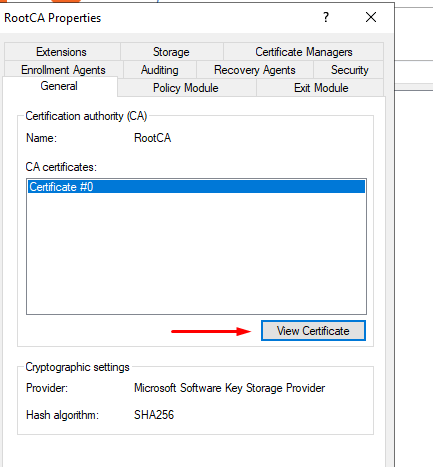 RootCA Properties
? ×
Extensions Storage Certificate Managers
Enrollment Agents Auditing Recovery Agents Security
General Policy Module Exit Module
Certification authority (CA)
Name: RootCA
CA certificates:
Certificate #0
View Certificate
Cryptographic settings
Provider: Microsoft Software Key Storage Provider
Hash algorithm: SHA256